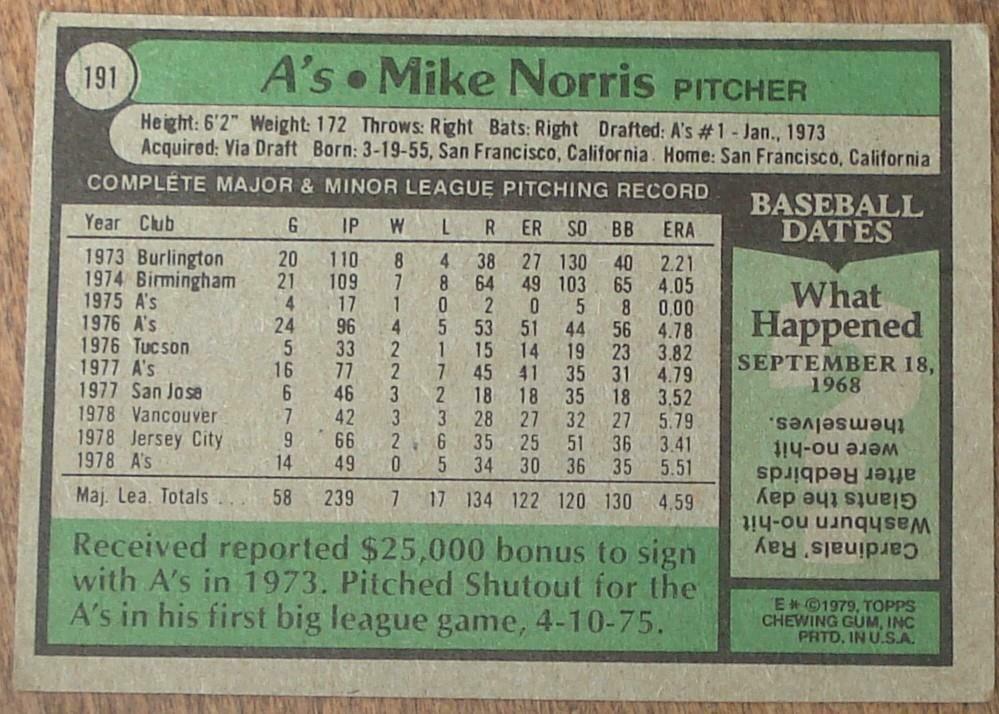 191
A's • Mike Norris PITCHER
Height: 6'2" Weight: 172 Throws: Right Bats: Right Drafted: A's #1 - Jan., 1973
Acquired: Via Draft Born: 3-19-55, San Francisco, California. Home: San Francisco, California
COMPLETE MAJOR & MINOR LEAGUE PITCHING RECORD
Year Club G IP W L R ER SO BB ERA
1973 Burlington 20 110 8 4 38 27 130 40 2.21
1974 Birmingham 21 109 7 8 64 49 103 65 4.05
1975 A's 4 17 1 0 2 0 5 8 0.00
1976 A's 24 96 4 5 53 51 44 56 4.78
1976 Tucson 5 33 2 1 15 14 19 23 3.82
1977 A's 16 77 2 7 45 41 35 31 4.79
1977 San Jose 6 46 3 2 18 18 35 18 3.52
1978 Vancouver 7 42 3 3 28 27 32 27 5.79
1978 Jersey City 9 66 2 6 35 25 51 36 3.41
1978 A's 14 49 0 5 34 30 36 35 5.51
Maj. Lea. Totals ... 58 239 7 17 134 122 120 130 4.59
Received reported $25,000 bonus to sign
with A's in 1973. Pitched Shutout for the
A's in his first big league game, 4-10-75.
BASEBALL
DATES
What
Happened
SEPTEMBER 18,
1968
Cardinals' Ray
Washburn no-hit
Giants the day
after Redbirds
were no-hit
themselves.
E * ©1979, TOPPS
CHEWING GUM, INC
PRTD. IN U.S.A.